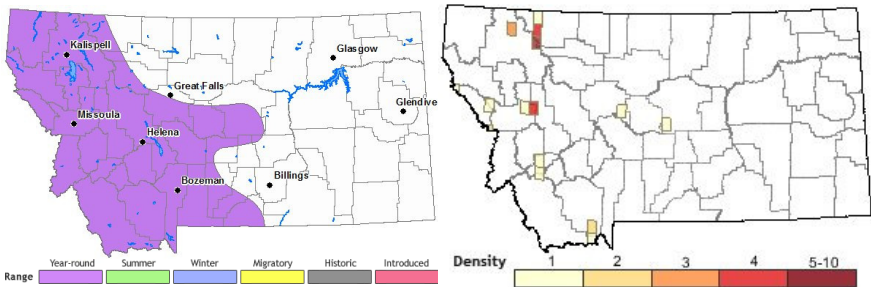 Kalispell
Glasgow
Great Falls
Glendive
Missoula
Helena
Bozeman
Billings
Range Year-round Summer Winter Migratory Historic Introduced
Density 1 2 3 4 5-10